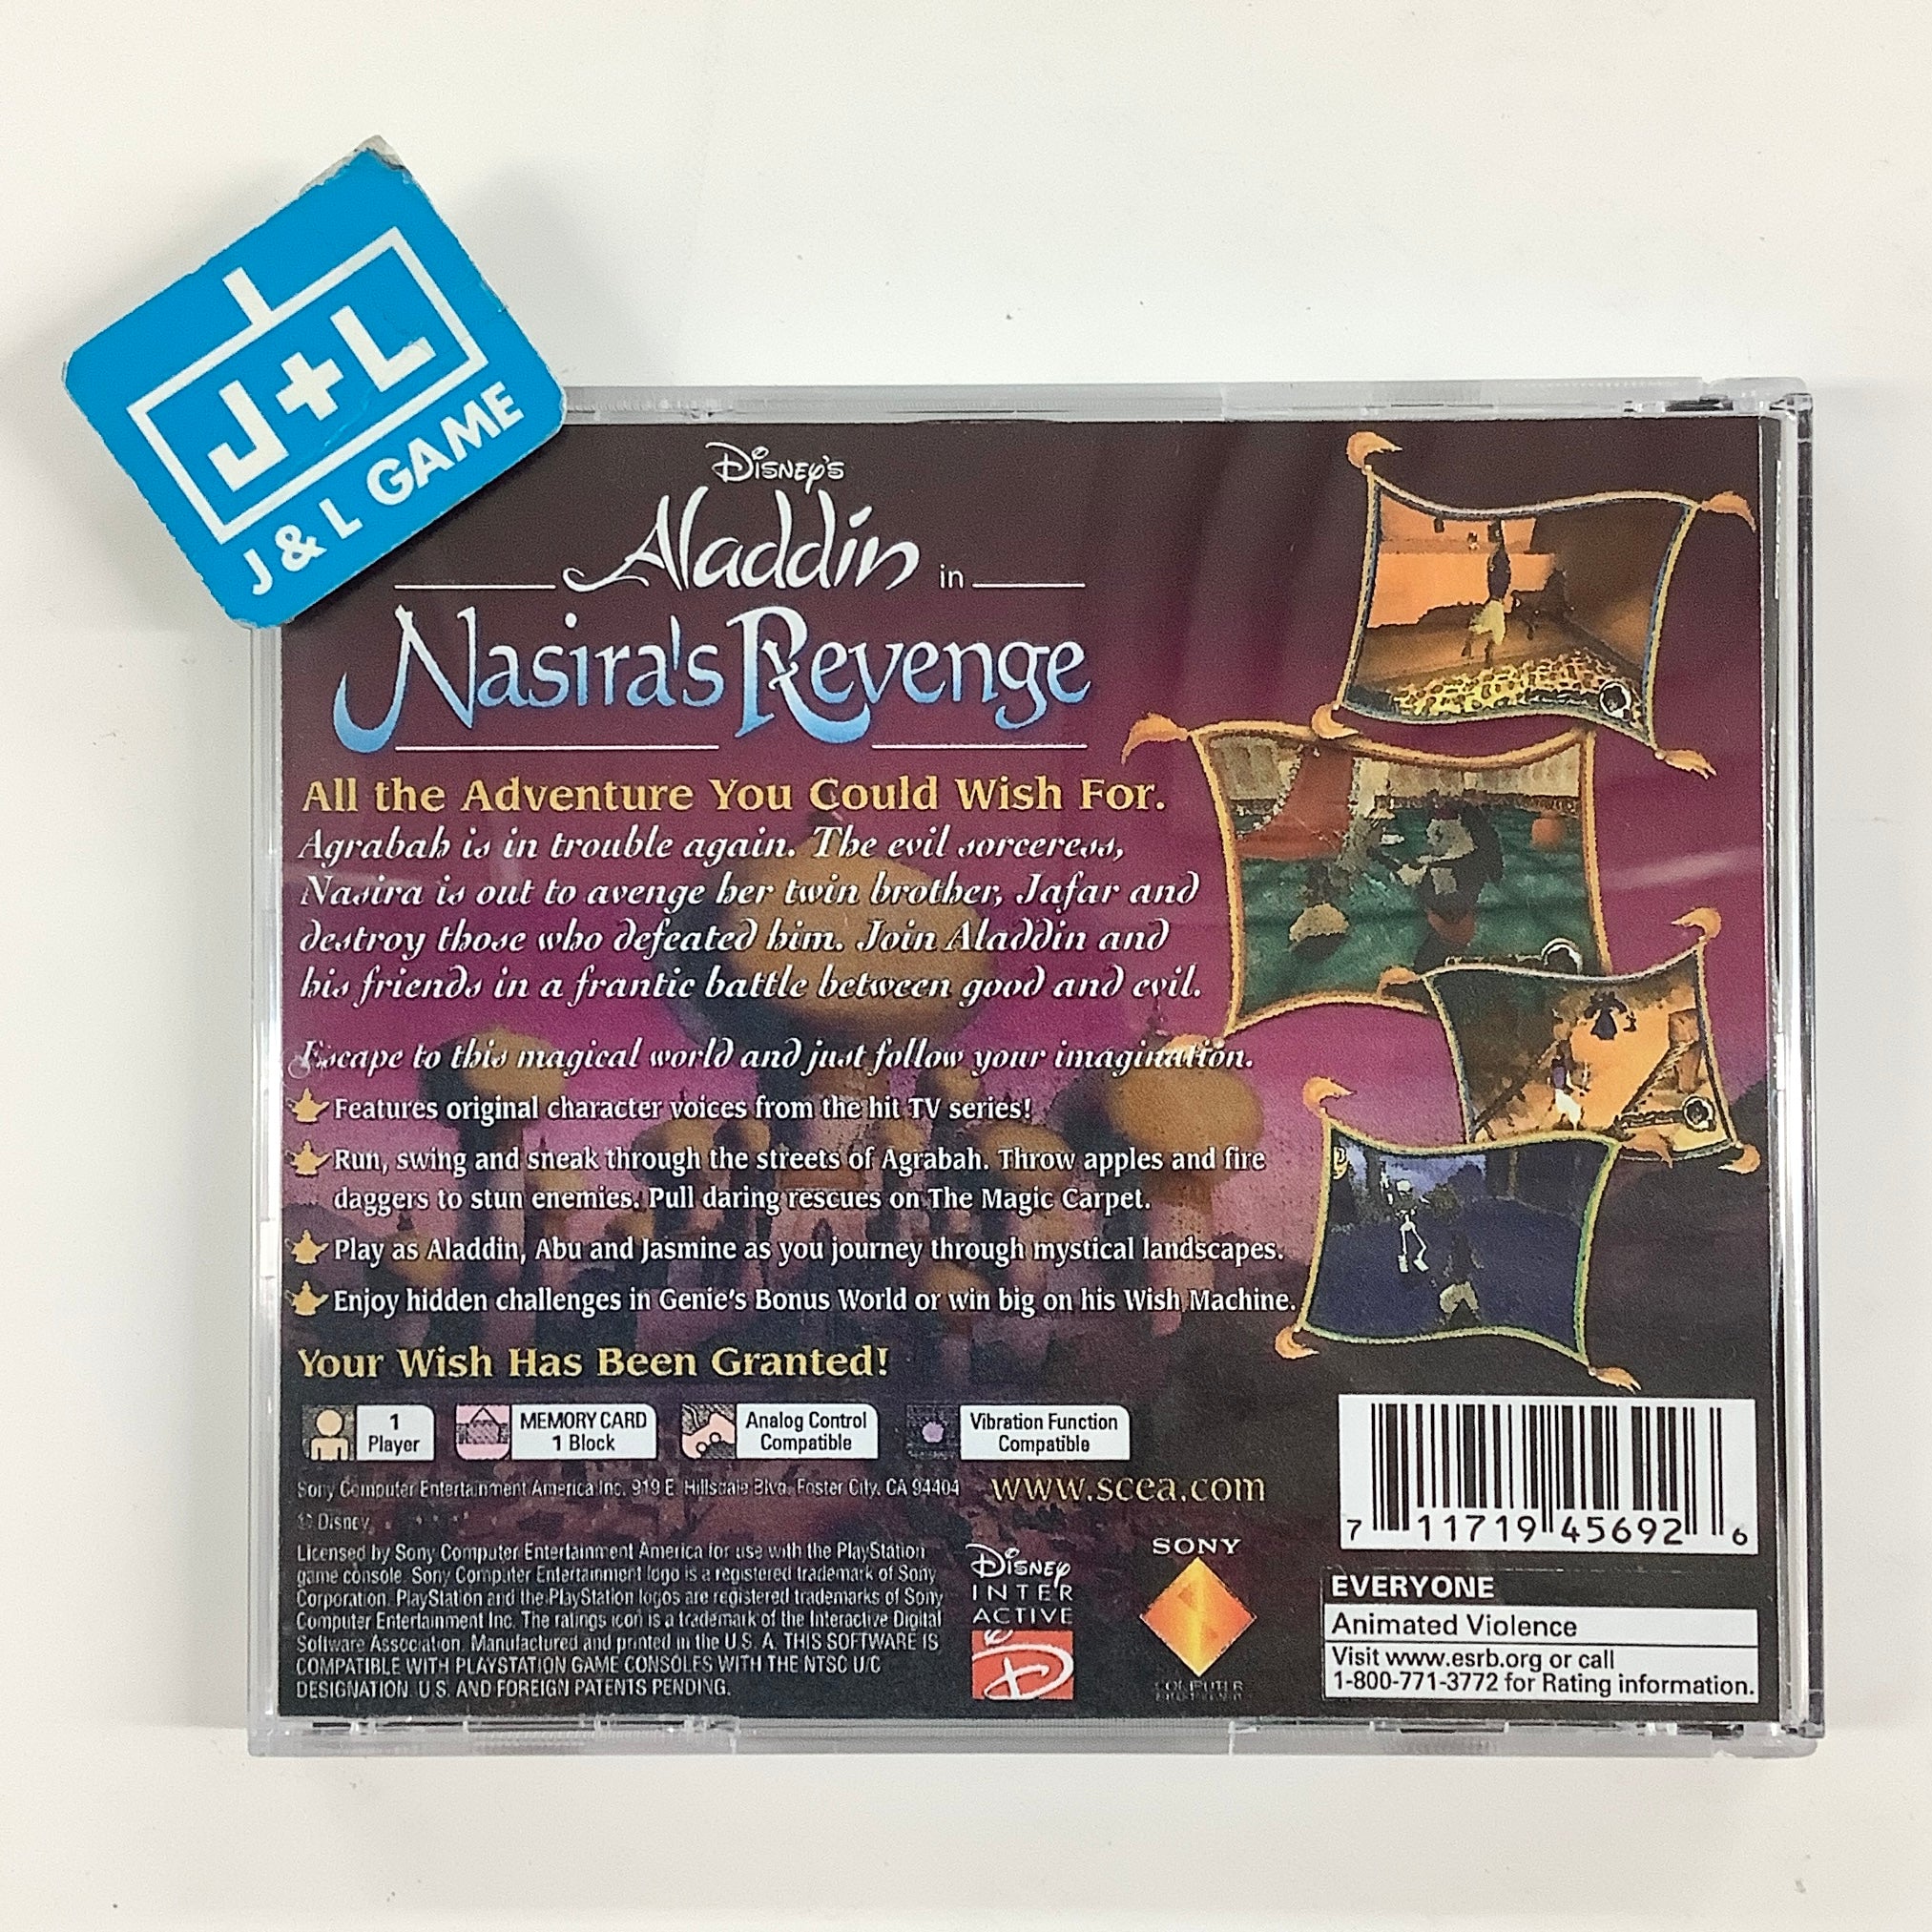 J+L
J & L GAME
DISNEY'S
Aladdin in
Nasira's Revenge
All the Adventure You Could Wish For.
Agrabah is in trouble again. The evil sorceress,
Nasira is out to avenge her twin brother, Jafar and
destroy those who defeated him. Join Aladdin and
his friends in a frantic battle between good and evil.
Escape to this magical world and just follow your imagination.
Features original character voices from the hit TV series!
Run, swing and sneak through the streets of Agrabah. Throw apples and fire
daggers to stun enemies. Pull daring rescues on The Magic Carpet.
Play as Aladdin, Abu and Jasmine as you journey through mystical landscapes.
Enjoy hidden challenges in Genie's Bonus World or win big on his Wish Machine.
Your Wish Has Been Granted!
1
Player
MEMORY CARD
1 Block
Analog Control
Compatible
Vibration Function
Compatible
Sony Computer Entertainment America Inc. 919 E. Hillsdale Blvd., Foster City, CA 94404
www.scea.com
© Disney
Licensed by Sony Computer Entertainment America for use with the PlayStation
game console. Sony Computer Entertainment logo is a registered trademark of Sony
Corporation. PlayStation and the PlayStation logos are registered trademarks of Sony
Computer Entertainment Inc. The ratings icon is a trademark of the Interactive Digital
Software Association. Manufactured and printed in the U.S.A. THIS SOFTWARE IS
COMPATIBLE WITH PLAYSTATION GAME CONSOLES WITH THE NTSC U/C
DESIGNATION. U.S. AND FOREIGN PATENTS PENDING.
DISNEY
INTER
ACTIVE
D
SONY
COMPUTER
7 11719 45692 6
EVERYONE
Animated Violence
Visit www.esrb.org or call
1-800-771-3772 for Rating information.